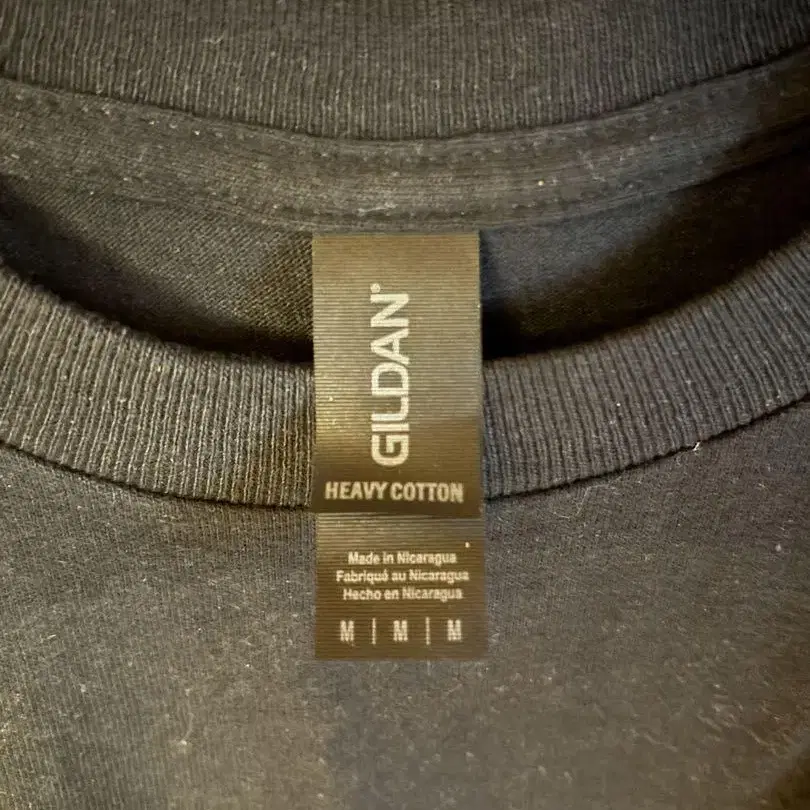 GILDAN®
HEAVY COTTON
Made in Nicaragua
Fabriqué au Nicaragua
Hecho en Nicaragua
M | M | M